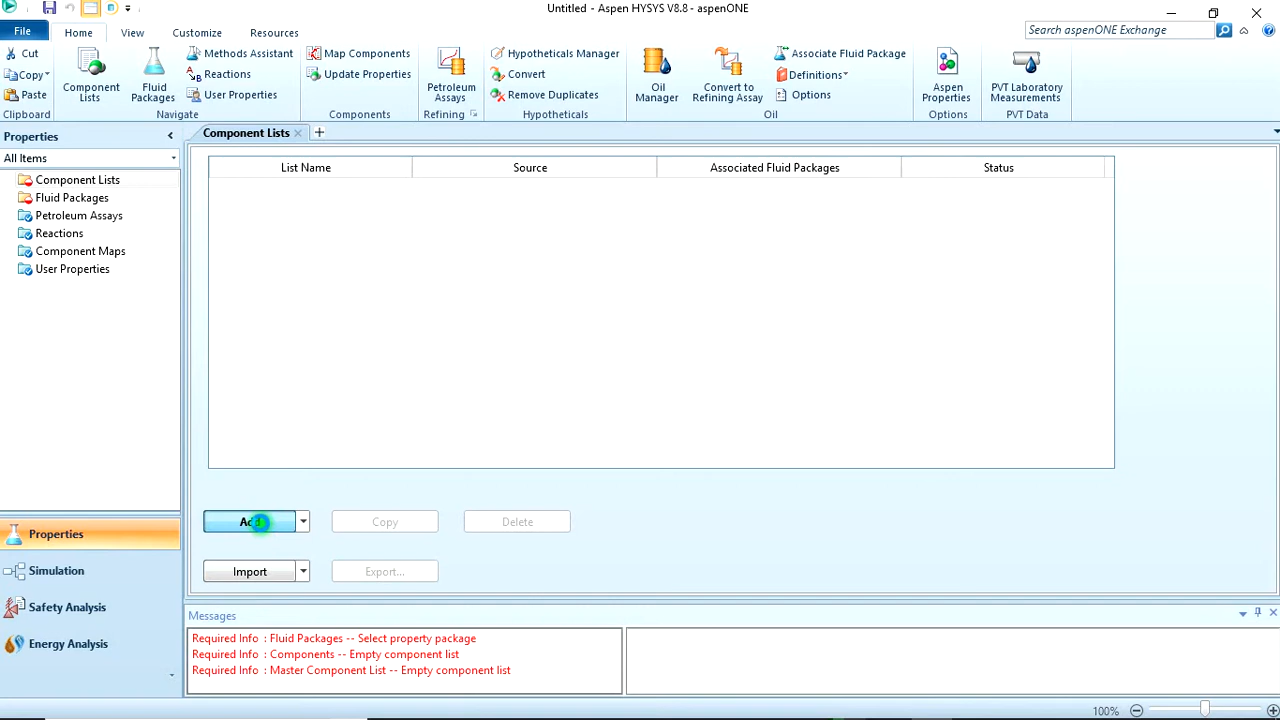 Untitled - Aspen HYSYS V8.8 - aspenONE
File
Home
View
Customize
Resources
Search aspenONE Exchange
Cut
Copy
Paste
Clipboard
Component Lists
Fluid Packages
Methods Assistant
Reactions
User Properties
Navigate
Map Components
Update Properties
Components
Petroleum Assays
Refining
Hypotheticals Manager
Convert
Remove Duplicates
Hypotheticals
Oil Manager
Convert to Refining Assay
Associate Fluid Package
Definitions
Options
Oil
Aspen Properties
Options
PVT Laboratory Measurements
PVT Data
Properties
All Items
Component Lists
Fluid Packages
Petroleum Assays
Reactions
Component Maps
User Properties
Properties
Simulation
Safety Analysis
Energy Analysis
Component Lists
List Name
Source
Associated Fluid Packages
Status
Add
Copy
Delete
Import
Export...
Messages
Required Info : Fluid Packages -- Select property package
Required Info : Components -- Empty component list
Required Info : Master Component List -- Empty component list
100%